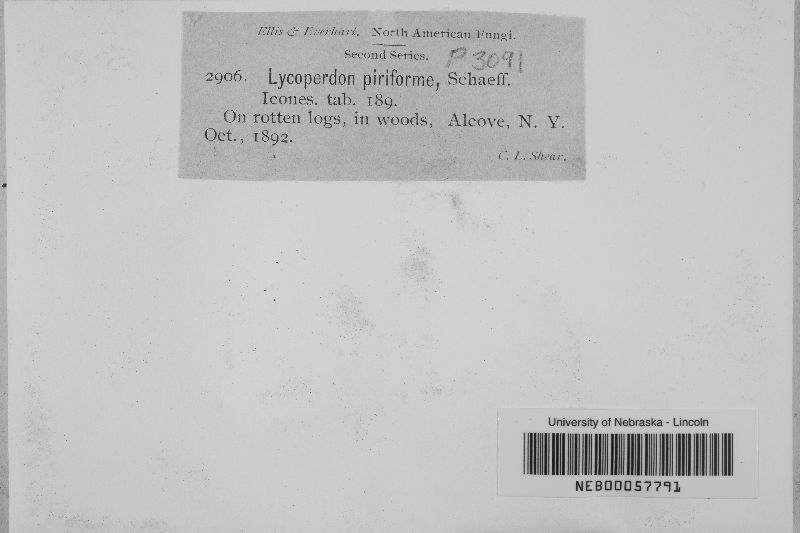 Ellis & Everhart. North American Fungi.
Second Series. P3091
2906. Lycoperdon piriforme, Schaeff.
Icones. tab. 189.
On rotten logs, in woods, Alcove, N. Y.
Oct., 1892.
C. L. Shear.
University of Nebraska - Lincoln
NEB00057791